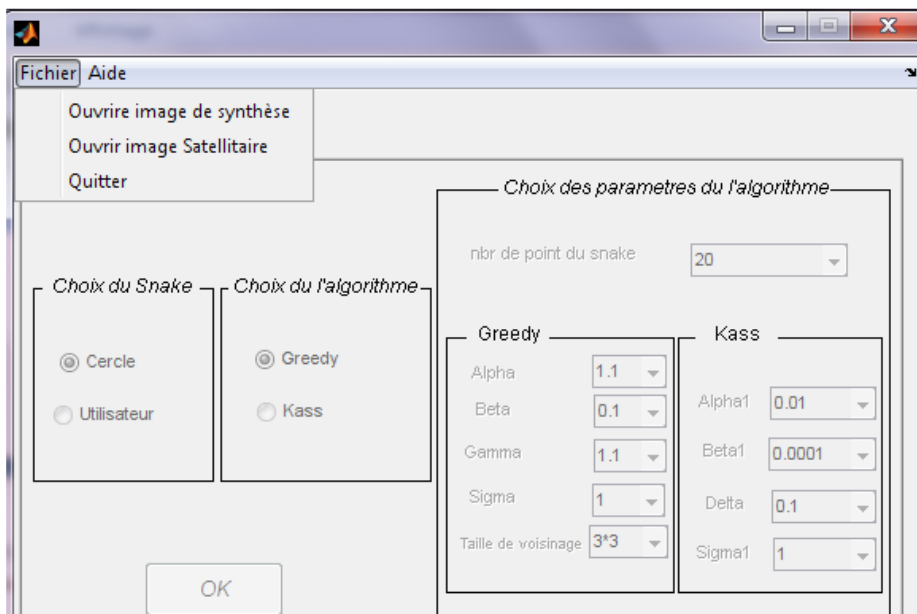 Fichier Aide
Ouvrire image de synthèse
Ouvrir image Satellitaire
Quitter
Choix des parametres du l'algorithme
nbr de point du snake 20
Choix du Snake
Cercle
Utilisateur
Choix du l'algorithme
Greedy
Kass
Greedy
Alpha 1.1
Beta 0.1
Gamma 1.1
Sigma 1
Taille de voisinage 3*3
Kass
Alpha1 0.01
Beta1 0.0001
Delta 0.1
Sigma1 1
OK